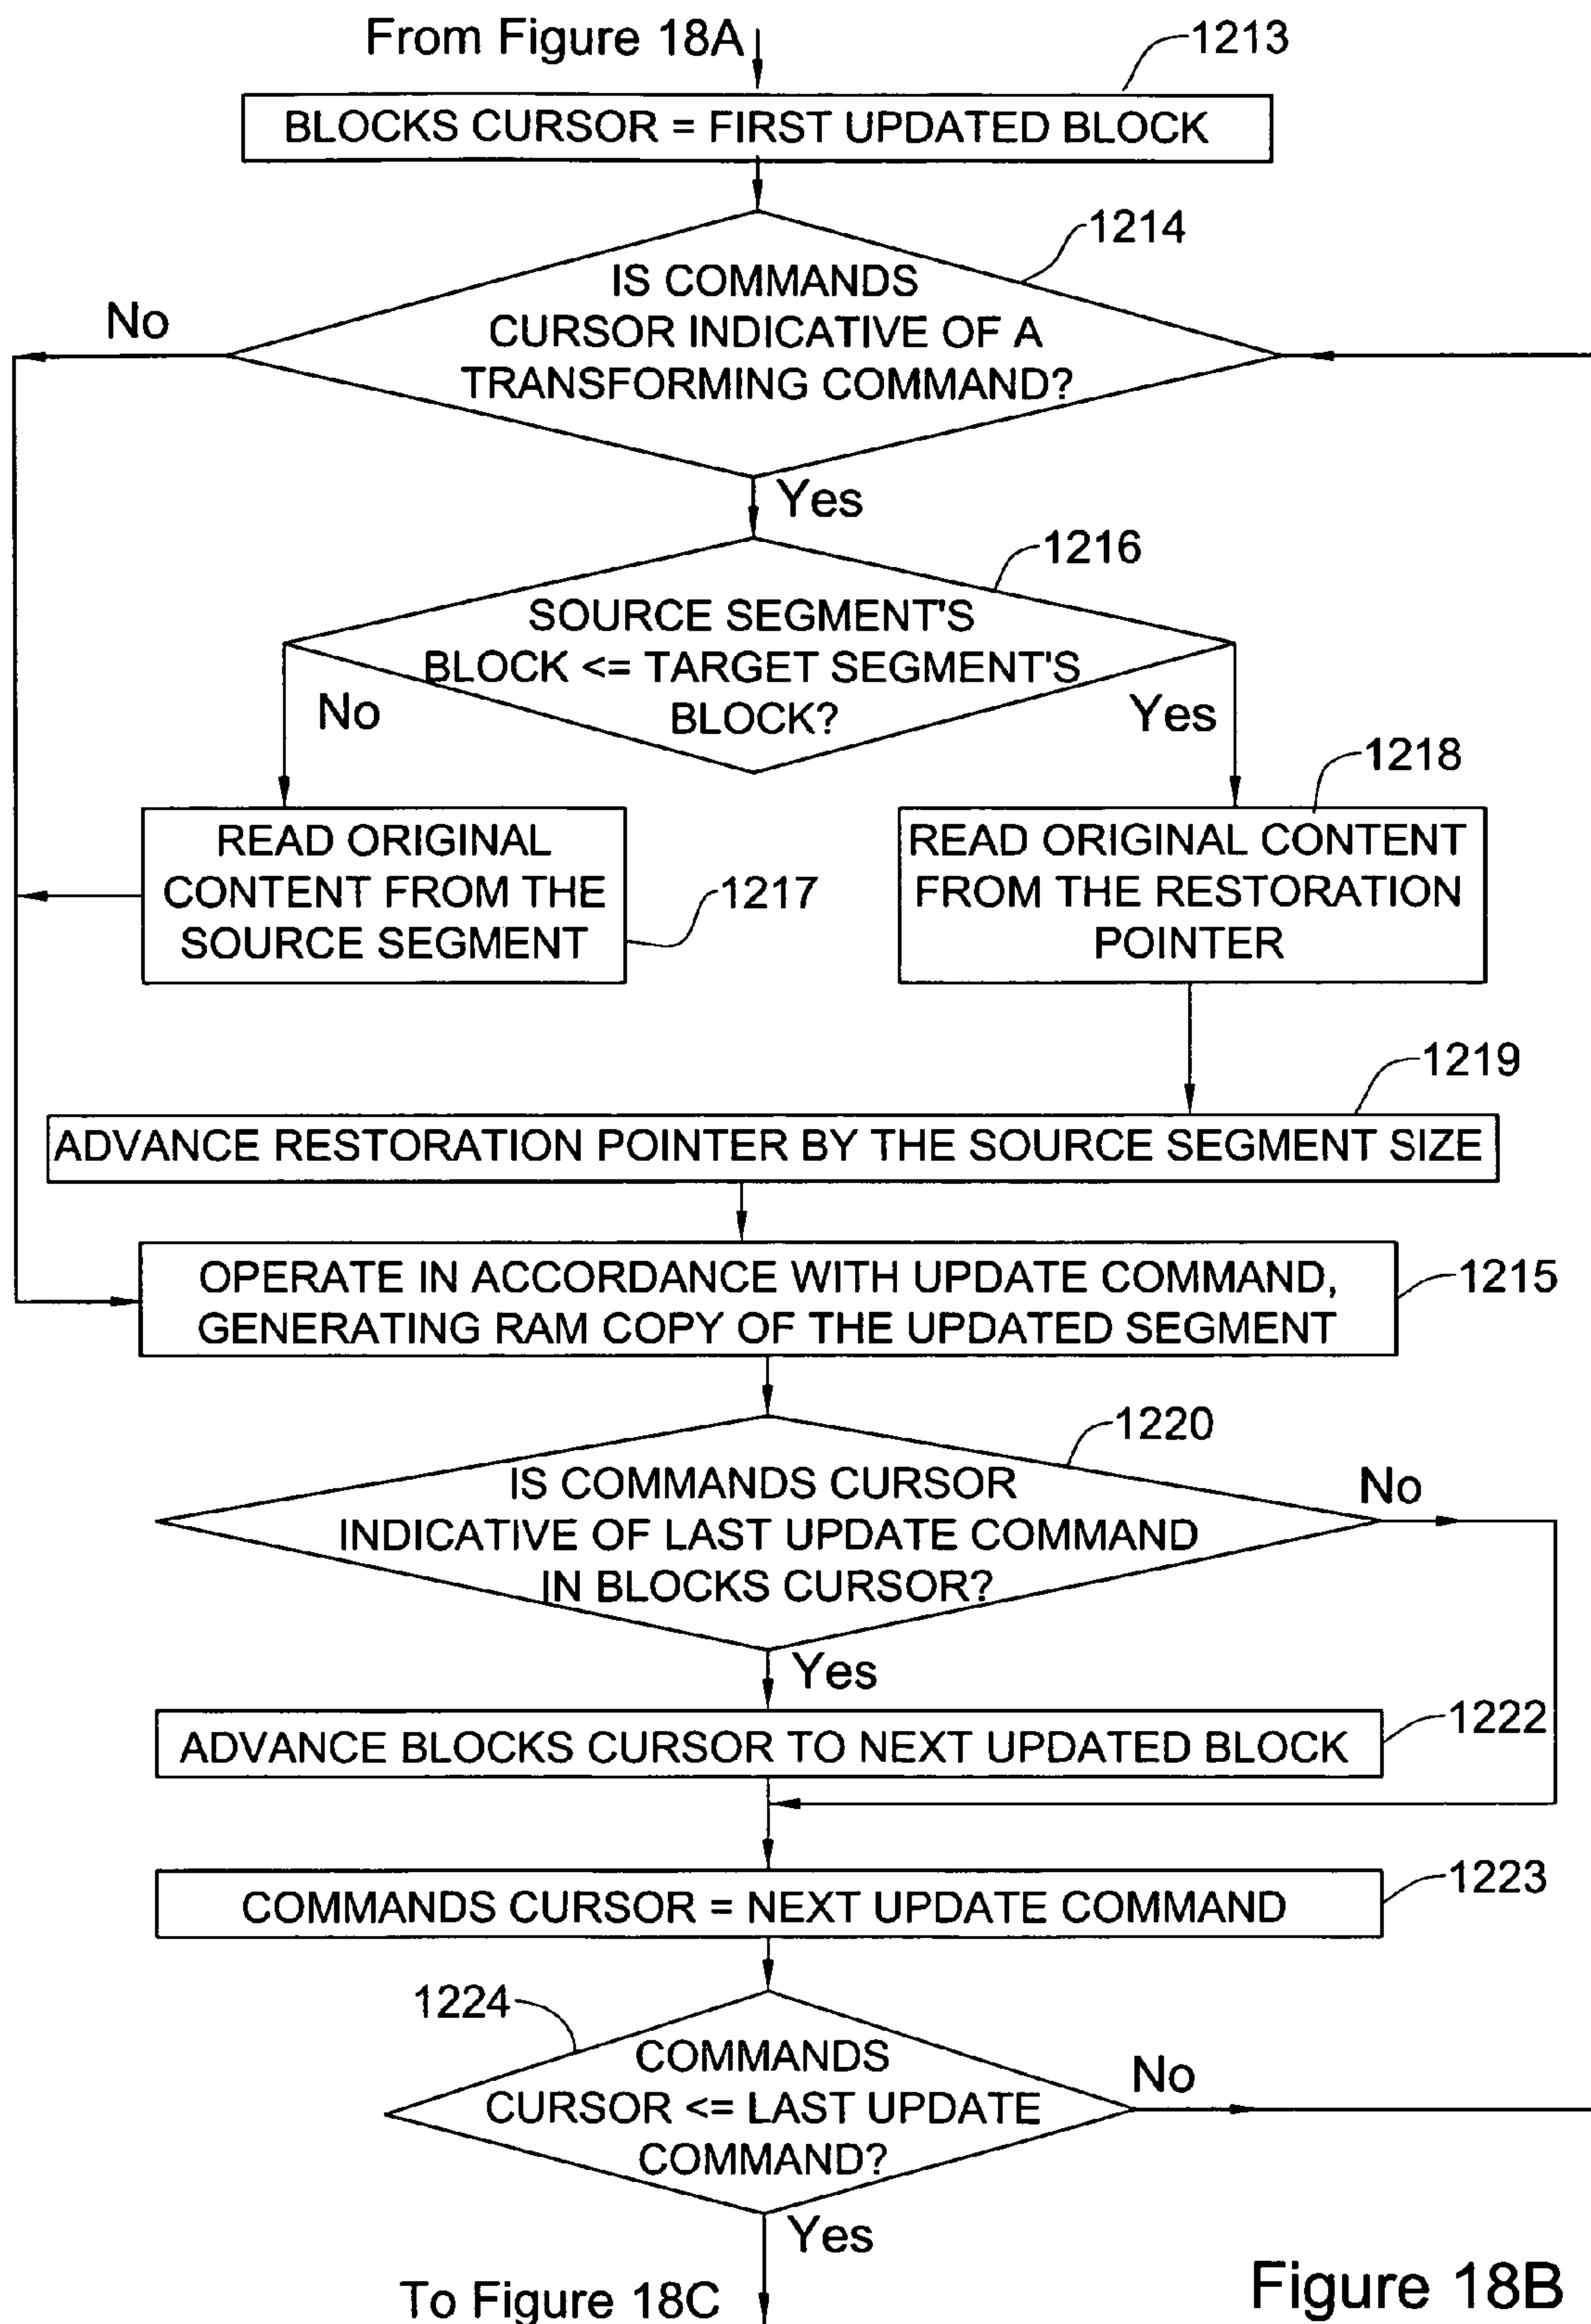 From Figure 18A
1213
BLOCKS CURSOR = FIRST UPDATED BLOCK
1214
IS COMMANDS
CURSOR INDICATIVE OF A
TRANSFORMING COMMAND?
No
Yes
1216
SOURCE SEGMENT'S
BLOCK <= TARGET SEGMENT'S
BLOCK?
No
Yes
1218
READ ORIGINAL
CONTENT FROM THE
SOURCE SEGMENT
1217
READ ORIGINAL CONTENT
FROM THE RESTORATION
POINTER
1219
ADVANCE RESTORATION POINTER BY THE SOURCE SEGMENT SIZE
OPERATE IN ACCORDANCE WITH UPDATE COMMAND,
GENERATING RAM COPY OF THE UPDATED SEGMENT
1215
1220
IS COMMANDS CURSOR
INDICATIVE OF LAST UPDATE COMMAND
IN BLOCKS CURSOR?
No
Yes
1222
ADVANCE BLOCKS CURSOR TO NEXT UPDATED BLOCK
1223
COMMANDS CURSOR = NEXT UPDATE COMMAND
1224
COMMANDS
CURSOR <= LAST UPDATE
COMMAND?
No
Yes
To Figure 18C
Figure 18B